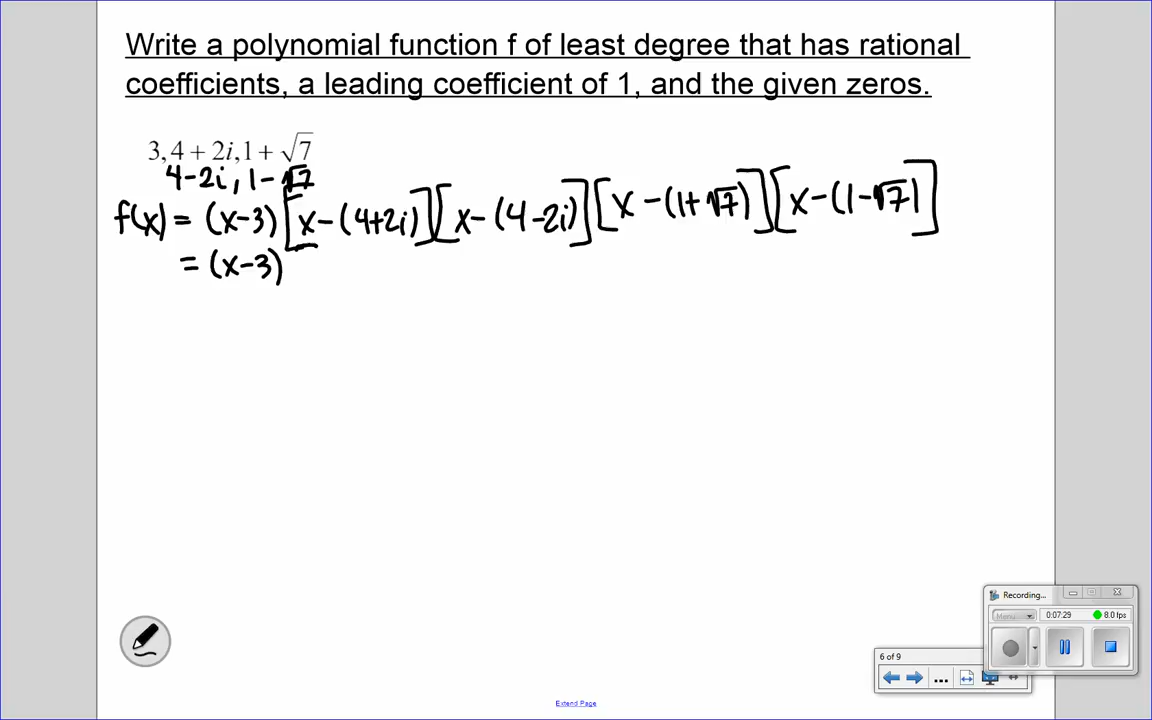 Write a polynomial function f of least degree that has rational
coefficients, a leading coefficient of 1, and the given zeros.
3, 4 + 2i, 1 + √7
4-2i, 1-√7
f(x) = (x-3)[x-(4+2i)][x-(4-2i)][x-(1+√7)][x-(1-√7)]
= (x-3)
Recording...
Menu
0:07:29
8.0 fps
6 of 9
...
Extend Page